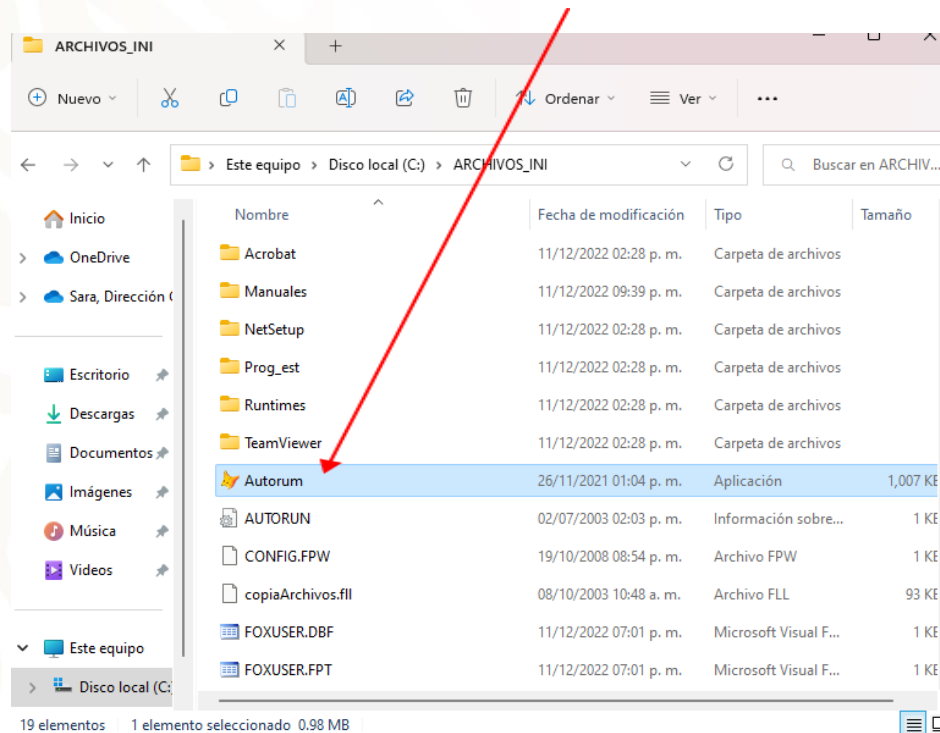 ARCHIVOS_INI
Nuevo
Ordenar
Ver
Este equipo > Disco local (C:) > ARCHIVOS_INI
Buscar en ARCHIV...
Nombre Fecha de modificación Tipo Tamaño
Inicio
OneDrive
Sara, Dirección
Escritorio
Descargas
Documentos
Imágenes
Música
Videos
Este equipo
Disco local (C:
Acrobat 11/12/2022 02:28 p. m. Carpeta de archivos
Manuales 11/12/2022 09:39 p. m. Carpeta de archivos
NetSetup 11/12/2022 02:28 p. m. Carpeta de archivos
Prog_est 11/12/2022 02:28 p. m. Carpeta de archivos
Runtimes 11/12/2022 02:28 p. m. Carpeta de archivos
TeamViewer 11/12/2022 02:28 p. m. Carpeta de archivos
Autorum 26/11/2021 01:04 p. m. Aplicación 1,007 KB
AUTORUN 02/07/2003 02:03 p. m. Información sobre... 1 KB
CONFIG.FPW 19/10/2008 08:54 p. m. Archivo FPW 1 KB
copiaArchivos.fll 08/10/2003 10:48 a. m. Archivo FLL 93 KB
FOXUSER.DBF 11/12/2022 07:01 p. m. Microsoft Visual F... 1 KB
FOXUSER.FPT 11/12/2022 07:01 p. m. Microsoft Visual F... 1 KB
19 elementos 1 elemento seleccionado 0.98 MB